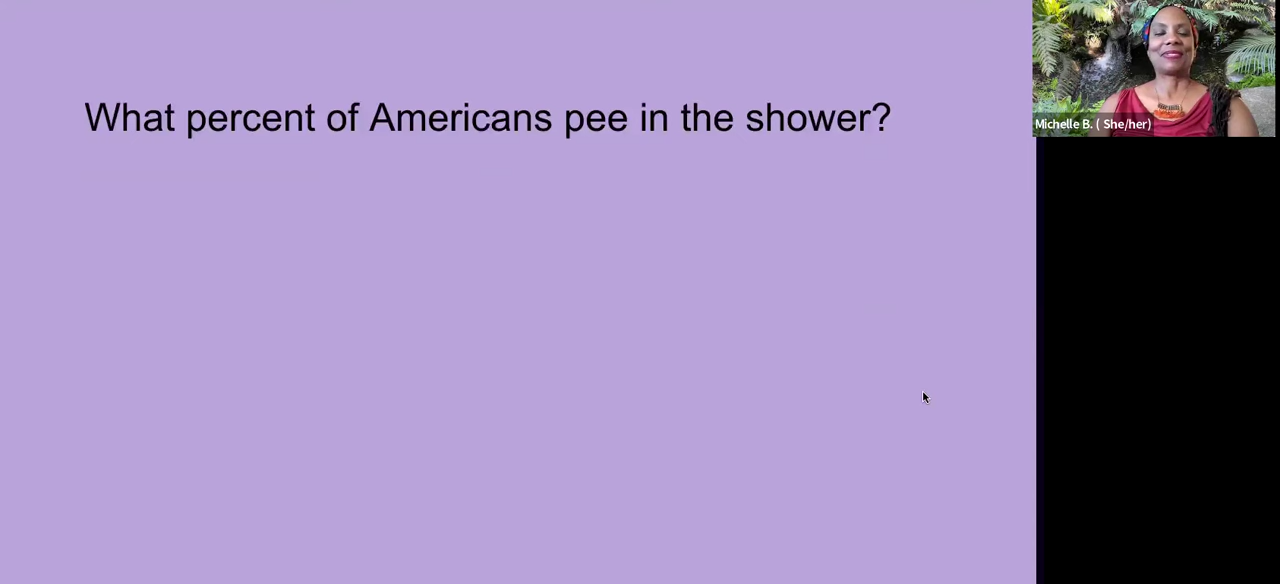 What percent of Americans pee in the shower?
Michelle B. ( She/her)